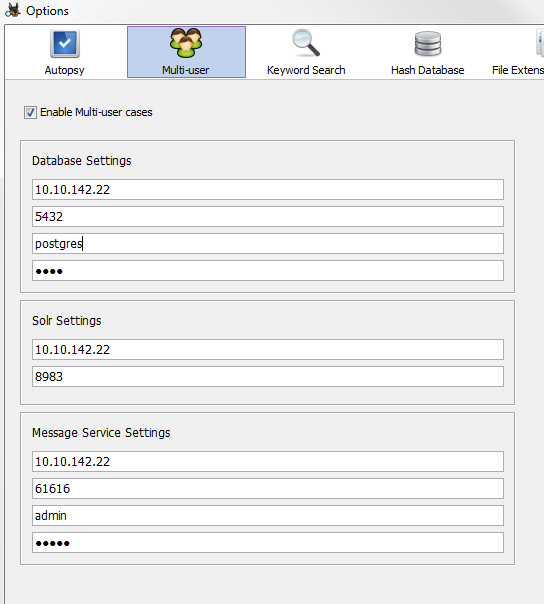 Options
Autopsy
Multi-user
Keyword Search
Hash Database
File Extens
Enable Multi-user cases
Database Settings
10.10.142.22
5432
postgres
●●●●
Solr Settings
10.10.142.22
8983
Message Service Settings
10.10.142.22
61616
admin
●●●●●